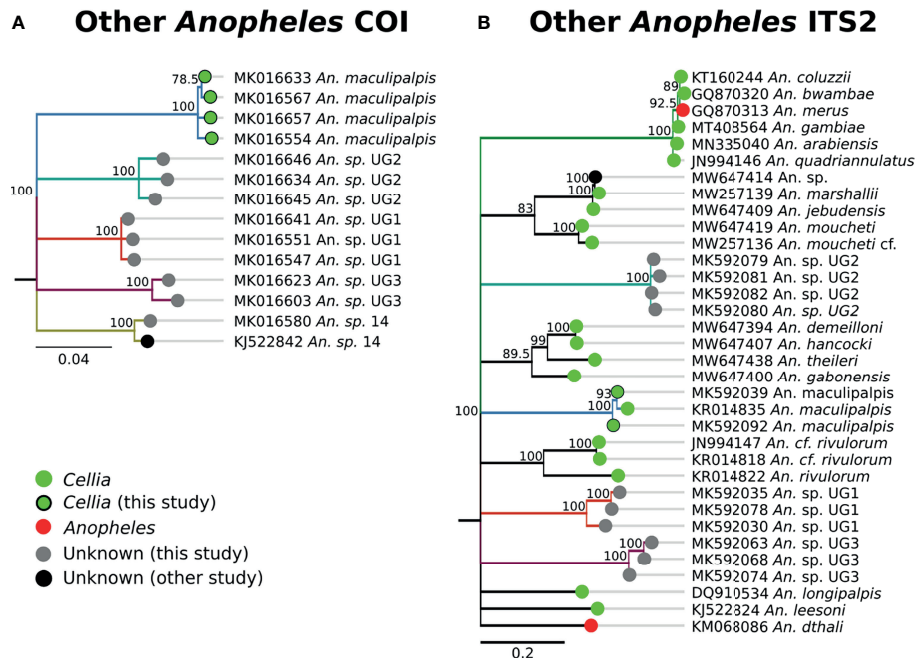 A Other Anopheles COI
MK016633 An. maculipalpis
78.5
MK016567 An. maculipalpis
100
MK016657 An. maculipalpis
MK016554 An. maculipalpis
MK016646 An. sp. UG2
100
MK016634 An. sp. UG2
MK016645 An. sp. UG2
100
MK016641 An. sp. UG1
100
MK016551 An. sp. UG1
MK016547 An. sp. UG1
MK016623 An. sp. UG3
100
MK016603 An. sp. UG3
MK016580 An. sp. 14
100
KJ522842 An. sp. 14
0.04
Cellia
Cellia (this study)
Anopheles
Unknown (this study)
Unknown (other study)
B Other Anopheles ITS2
KT160244 An. coluzzii
89
GQ870320 An. bwambae
92.5
GQ870313 An. merus
MT408564 An. gambiae
100
MN335040 An. arabiensis
JN994146 An. quadriannulatus
100
MW647414 An. sp.
100
MW257139 An. marshallii
83
MW647409 An. jebudensis
MW647419 An. moucheti
100
MW257136 An. moucheti cf.
MK592079 An. sp. UG2
100
MK592081 An. sp. UG2
MK592082 An. sp. UG2
MK592080 An. sp. UG2
MW647394 An. demeilloni
100
99
MW647407 An. hancocki
89.5
MW647438 An. theileri
MW647400 An. gabonensis
MK592039 An. maculipalpis
93
100
KR014835 An. maculipalpis
100
MK592092 An. maculipalpis
JN994147 An. cf. rivulorum
100
100
KR014818 An. cf. rivulorum
KR014822 An. rivulorum
MK592035 An. sp. UG1
100
100
MK592078 An. sp. UG1
MK592030 An. sp. UG1
MK592063 An. sp. UG3
100
100
MK592068 An. sp. UG3
MK592074 An. sp. UG3
DQ910534 An. longipalpis
KJ522824 An. leesoni
KM068086 An. dthali
0.2